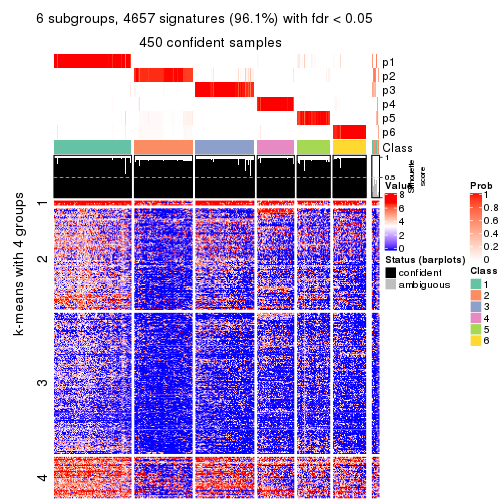 6 subgroups, 4657 signatures (96.1%) with fdr < 0.05
450 confident samples
p1
p2
p3
p4
p5
p6
Class
1
0.5
0
Silhouette
score
k-means with 4 groups
1
2
3
4
Value
8
6
4
2
0
Status (barplots)
confident
ambiguous
Prob
1
0.8
0.6
0.4
0.2
0
Class
1
2
3
4
5
6